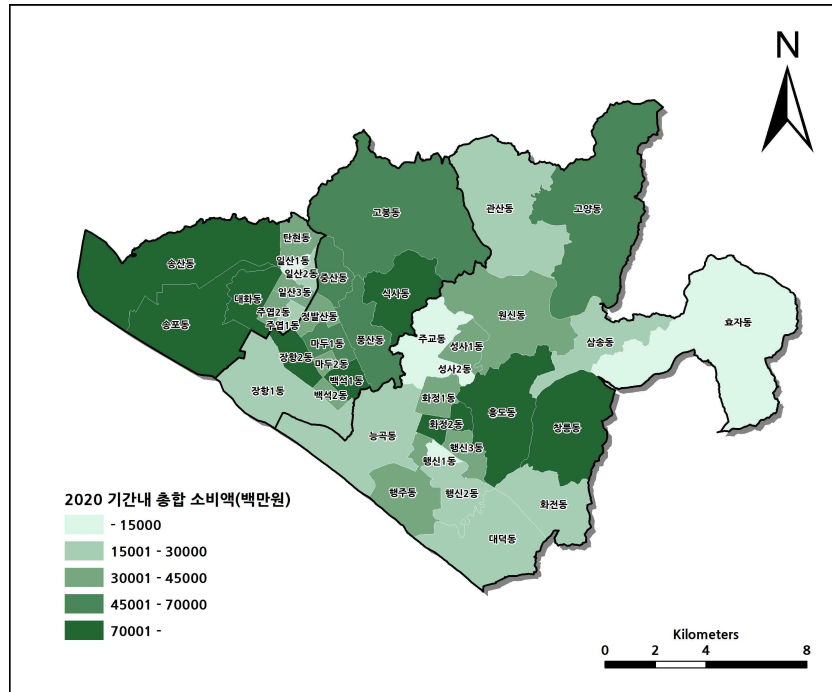 N
고봉동
관산동
고양동
탄현동
송산동
일산1동
일산2동
중산동
식사동
대화동
일산3동
송포동
주엽2동
정발산동
주엽1동
원신동
효자동
풍산동
주교동
성사1동
삼송동
마두1동
장황2동
마두2동
성사2동
백석1동
장황1동
백석2동
화정1동
흥도동
창릉동
능곡동
화정2동
행신3동
행신1동
행주동
행신2동
화전동
대덕동
2020 기간내 총합 소비액(백만원)
- 15000
15001 - 30000
30001 - 45000
45001 - 70000
70001 -
Kilometers
0 2 4 8